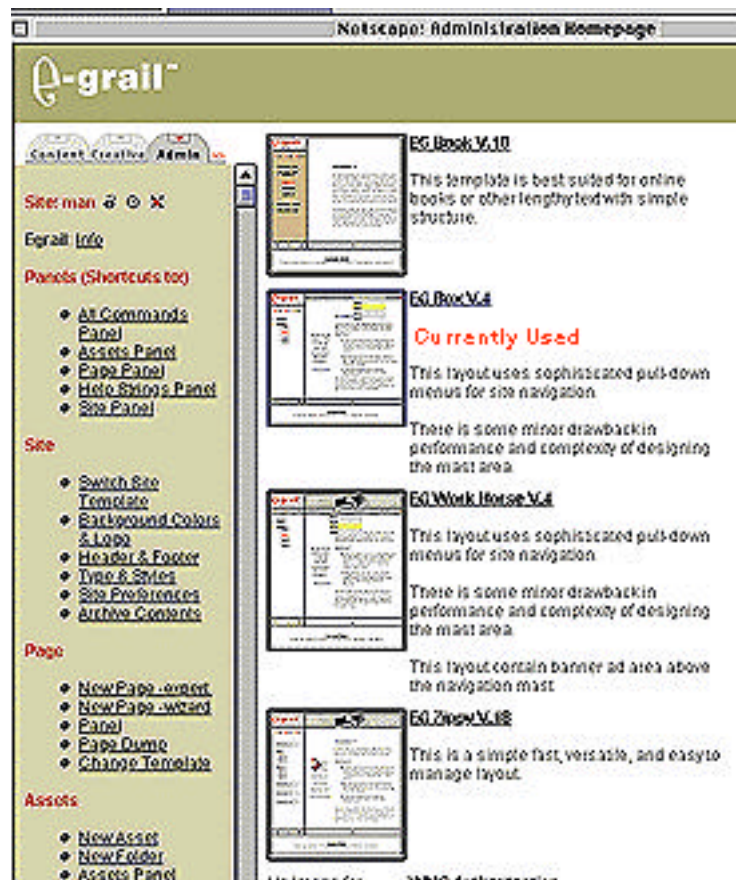 Netscape: Administration Homepage
e-grail™
Content Creative Admin
Site: man
Egrail Info
Panels (Shortcuts to:)
All Commands
Panel
Assets Panel
Page Panel
Help Strings Panel
Site Panel
Site
Switch Site
Template
Background Colors
& Logo
Header & Footer
Type & Styles
Site Preferences
Archive Contents
Page
New Page -expert
New Page -wizard
Panel
Page Dump
Change Template
Assets
New Asset
New Folder
Assets Panel
EG Book V.10
This template is best suited for online
books or other lengthy text with simple
structure.
EG Box V.4
Currently Used
This layout uses sophisticated pull-down
menus for site navigation
There is some minor drawback in
performance and complexity of designing
the mast area
EG Work Horse V.4
This layout uses sophisticated pull-down
menus for site navigation
There is some minor drawback in
performance and complexity of designing
the mast area
This layout contain banner ad area above
the navigation mast
EG Zipsy V.18
This is a simple fast, versatile, and easy to
manage layout.